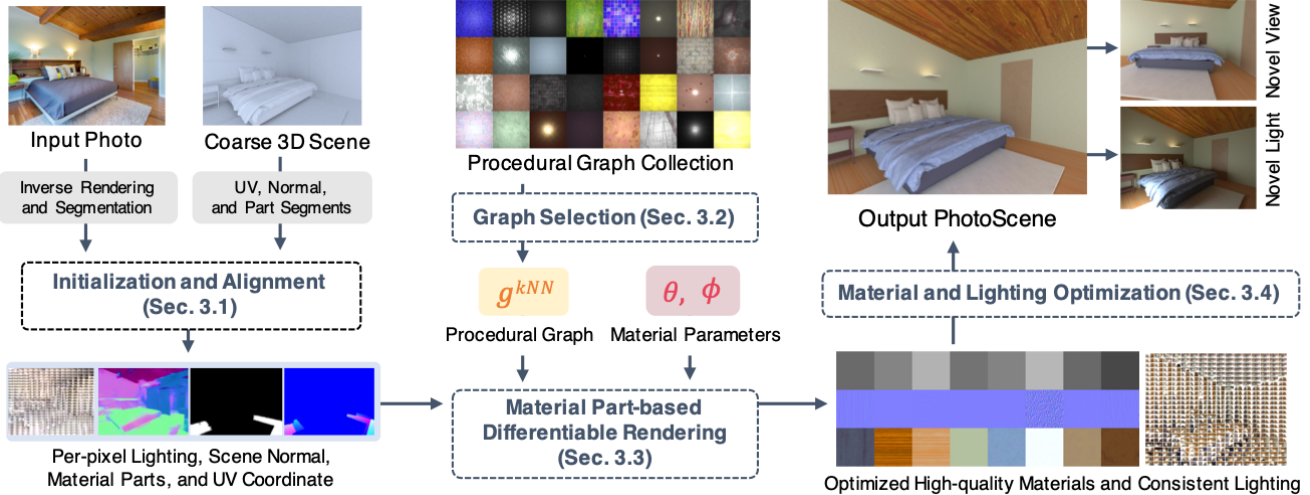 Input Photo
Coarse 3D Scene
Inverse Rendering
and Segmentation
UV, Normal,
and Part Segments
Initialization and Alignment
(Sec. 3.1)
Per-pixel Lighting, Scene Normal,
Material Parts, and UV Coordinate
Procedural Graph Collection
Graph Selection (Sec. 3.2)
g^{kNN}
θ, ϕ
Procedural Graph
Material Parameters
Material Part-based
Differentiable Rendering
(Sec. 3.3)
Novel View
Novel Light
Output PhotoScene
Material and Lighting Optimization (Sec. 3.4)
Optimized High-quality Materials and Consistent Lighting